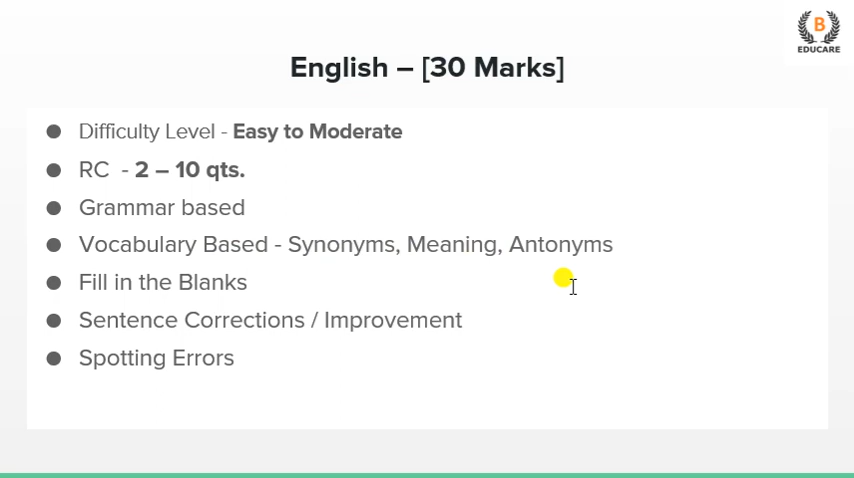 B
EDUCARE
English – [30 Marks]
● Difficulty Level - Easy to Moderate
● RC - 2 – 10 qts.
● Grammar based
● Vocabulary Based - Synonyms, Meaning, Antonyms
● Fill in the Blanks
● Sentence Corrections / Improvement
● Spotting Errors